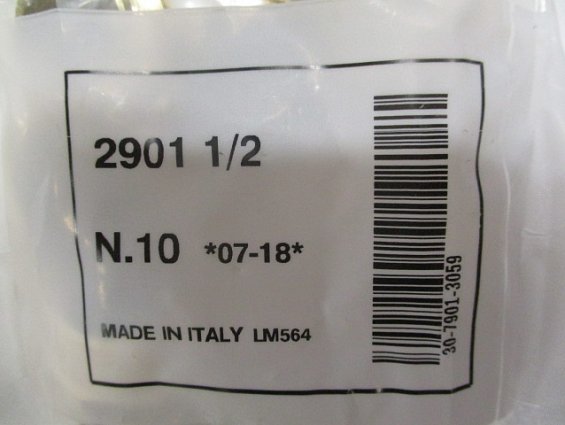 2901 1/2
N.10 *07-18*
MADE IN ITALY LM564
30-7901-3059